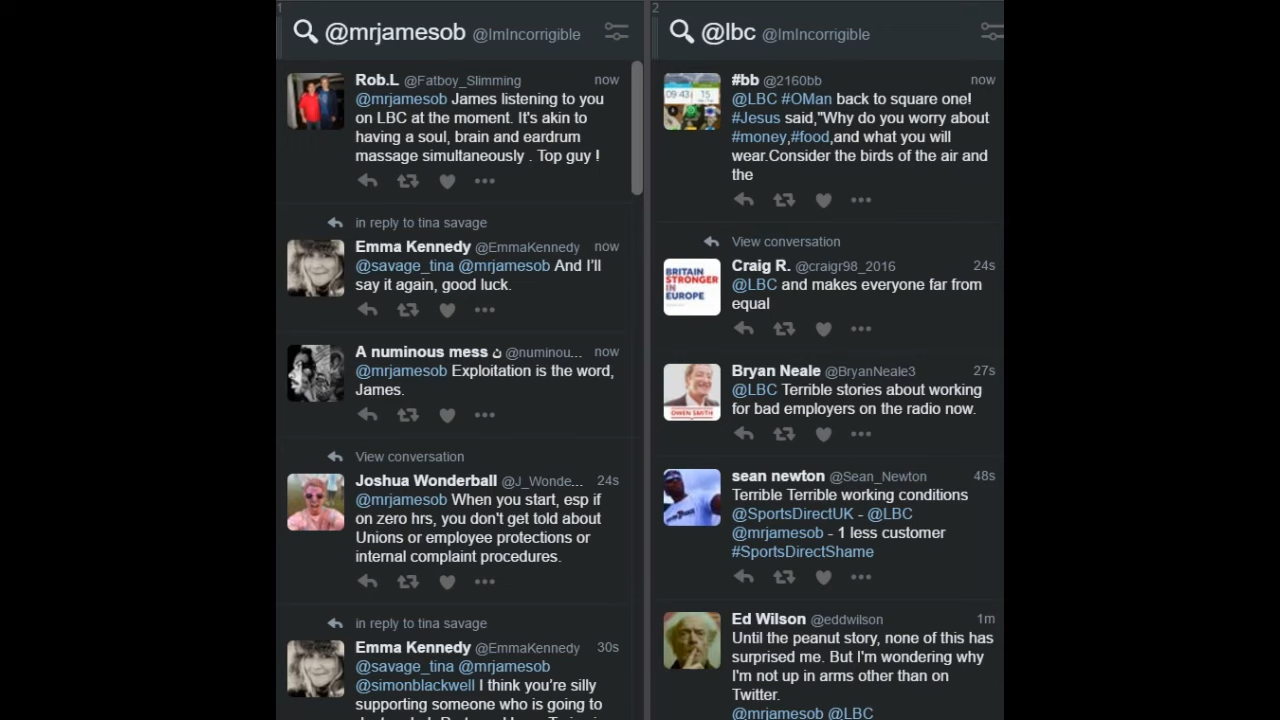 1
@mrjamesob @ImIncorrigible
Rob.L @Fatboy_Slimming now
@mrjamesob James listening to you
on LBC at the moment. It's akin to
having a soul, brain and eardrum
massage simultaneously . Top guy !
in reply to tina savage
Emma Kennedy @EmmaKennedy now
@savage_tina @mrjamesob And I'll
say it again, good luck.
A numinous mess ن @numinou... now
@mrjamesob Exploitation is the word,
James.
View conversation
Joshua Wonderball @J_Wonde... 24s
@mrjamesob When you start, esp if
on zero hrs, you don't get told about
Unions or employee protections or
internal complaint procedures.
in reply to tina savage
Emma Kennedy @EmmaKennedy 30s
@savage_tina @mrjamesob
@simonblackwell I think you're silly
supporting someone who is going to
2
@lbc @ImIncorrigible
#bb @2160bb now
@LBC #OMan back to square one!
#Jesus said,"Why do you worry about
#money,#food,and what you will
wear.Consider the birds of the air and
the
View conversation
Craig R. @craigr98_2016 24s
BRITAIN
STRONGER
IN
EUROPE
@LBC and makes everyone far from
equal
Bryan Neale @BryanNeale3 27s
OWEN SMITH
@LBC Terrible stories about working
for bad employers on the radio now.
sean newton @Sean_Newton 48s
Terrible Terrible working conditions
@SportsDirectUK - @LBC
@mrjamesob - 1 less customer
#SportsDirectShame
Ed Wilson @eddwilson 1m
Until the peanut story, none of this has
surprised me. But I'm wondering why
I'm not up in arms other than on
Twitter.
@mrjamesob @LBC